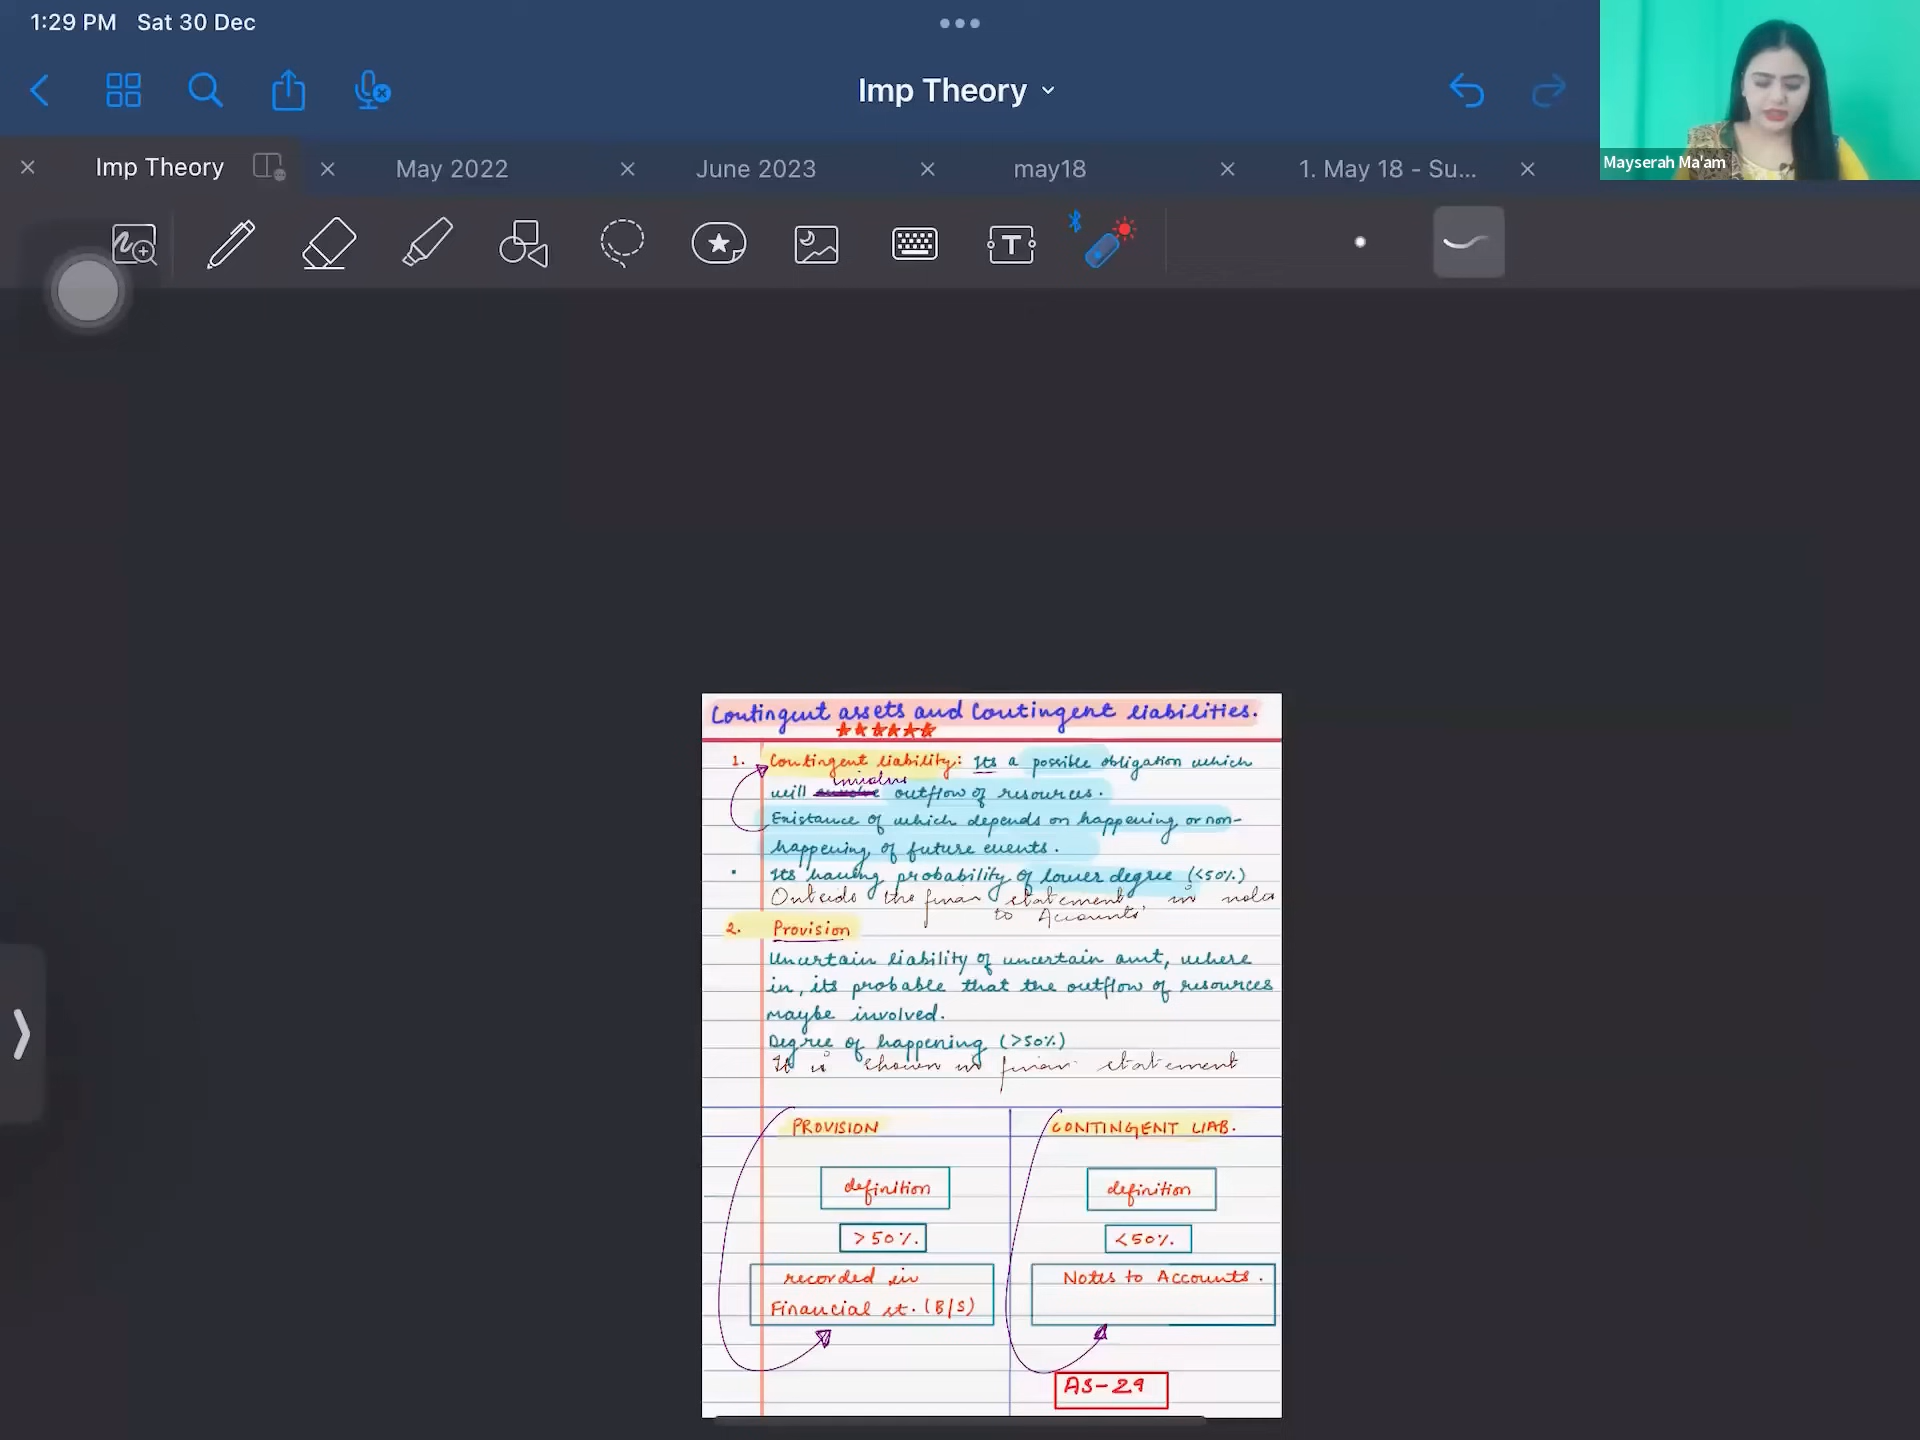 1:29 PM Sat 30 Dec
Imp Theory
Imp Theory
May 2022
June 2023
may18
1. May 18 - Su...
Mayserah Ma'am
T
Contingent assets and Contingent liabilities.
1. Contingent liability: Its a possible obligation which
involve
will outflow of resources.
Existance of which depends on happening or non-
happening of future events.
Its having probability of lower degree (<50%)
Outside the finan statement in notes
to Accounts
2. Provision
Uncertain liability of uncertain amt, where
in, its probable that the outflow of resources
maybe involved.
Degree of happening (>50%)
It is shown in finan statement
PROVISION
CONTINGENT LIAB.
definition
definition
>50%.
<50%.
recorded in
Financial st. (B/S)
Notes to Accounts.
AS-29